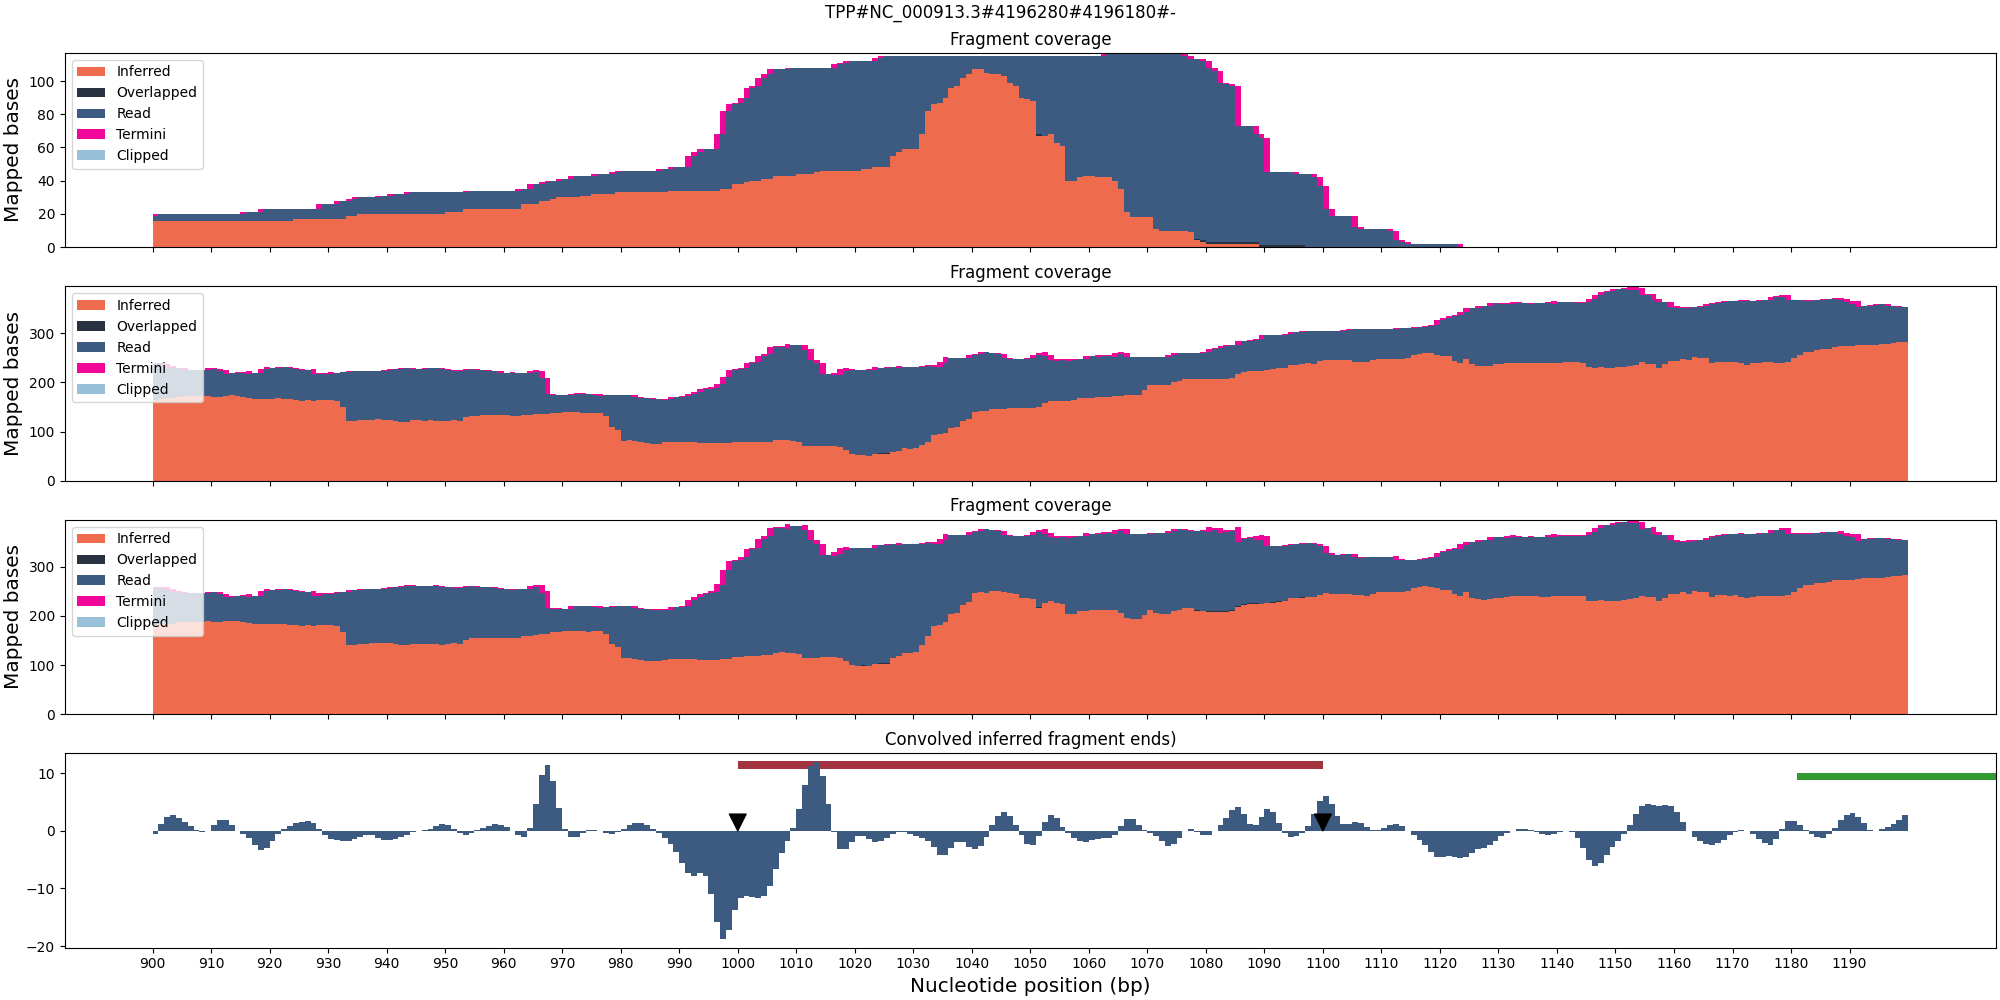 TPP#NC_000913.3#4196280#4196180#-
Fragment coverage
Mapped bases
100
80
60
40
20
0
Inferred
Overlapped
Read
Termini
Clipped
Fragment coverage
Mapped bases
300
200
100
0
Inferred
Overlapped
Read
Termini
Clipped
Fragment coverage
Mapped bases
300
200
100
0
Inferred
Overlapped
Read
Termini
Clipped
Convolved inferred fragment ends)
10
0
−10
−20
900 910 920 930 940 950 960 970 980 990 1000 1010 1020 1030 1040 1050 1060 1070 1080 1090 1100 1110 1120 1130 1140 1150 1160 1170 1180 1190
Nucleotide position (bp)